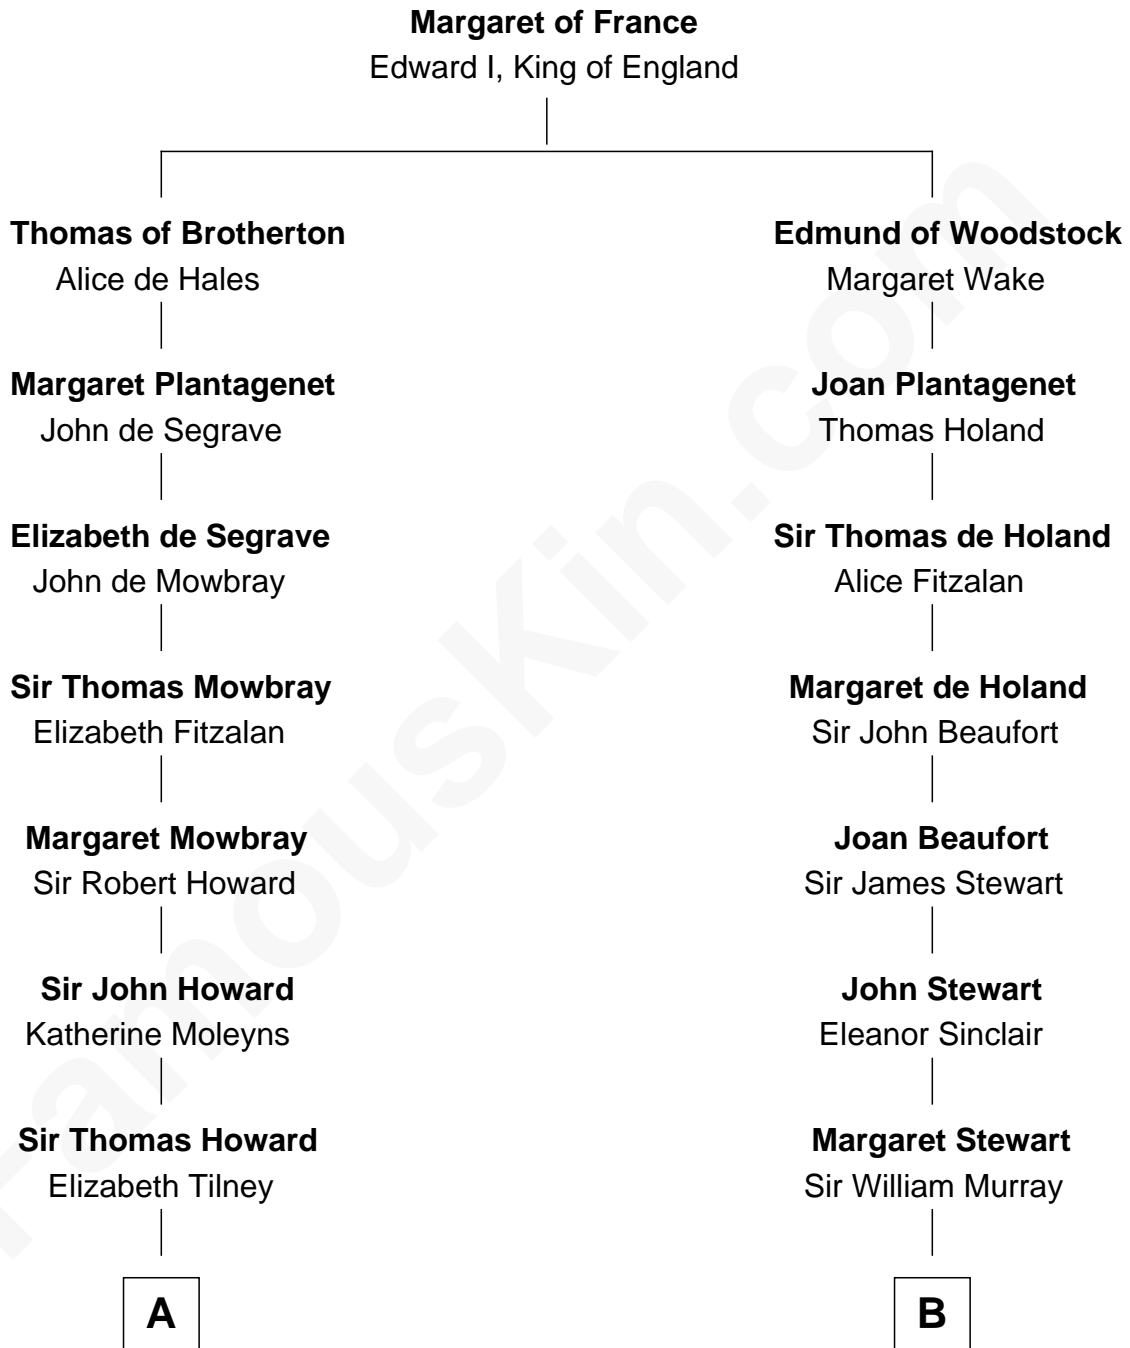 Margaret of France
Edward I, King of England
Thomas of Brotherton
Alice de Hales
Edmund of Woodstock
Margaret Wake
Margaret Plantagenet
John de Segrave
Joan Plantagenet
Thomas Holand
Elizabeth de Segrave
John de Mowbray
Sir Thomas de Holand
Alice Fitzalan
Sir Thomas Mowbray
Elizabeth Fitzalan
Margaret de Holand
Sir John Beaufort
Margaret Mowbray
Sir Robert Howard
Joan Beaufort
Sir James Stewart
Sir John Howard
Katherine Moleyns
John Stewart
Eleanor Sinclair
Sir Thomas Howard
Elizabeth Tilney
Margaret Stewart
Sir William Murray
A
B
FamousKin.com